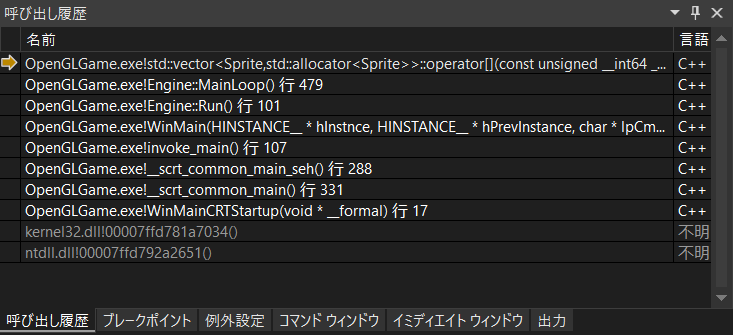 呼び出し履歴
名前 言語
OpenGLGame.exe!std::vector<Sprite,std::allocator<Sprite>>::operator[](const unsigned __int64 _... C++
OpenGLGame.exe!Engine::MainLoop() 行 479 C++
OpenGLGame.exe!Engine::Run() 行 101 C++
OpenGLGame.exe!WinMain(HINSTANCE__ * hInstnce, HINSTANCE__ * hPrevInstance, char * lpCm... C++
OpenGLGame.exe!invoke_main() 行 107 C++
OpenGLGame.exe!__scrt_common_main_seh() 行 288 C++
OpenGLGame.exe!__scrt_common_main() 行 331 C++
OpenGLGame.exe!WinMainCRTStartup(void * __formal) 行 17 C++
kernel32.dll!00007ffd781a7034() 不明
ntdll.dll!00007ffd792a2651() 不明
呼び出し履歴 ブレークポイント 例外設定 コマンド ウィンドウ イミディエイト ウィンドウ 出力